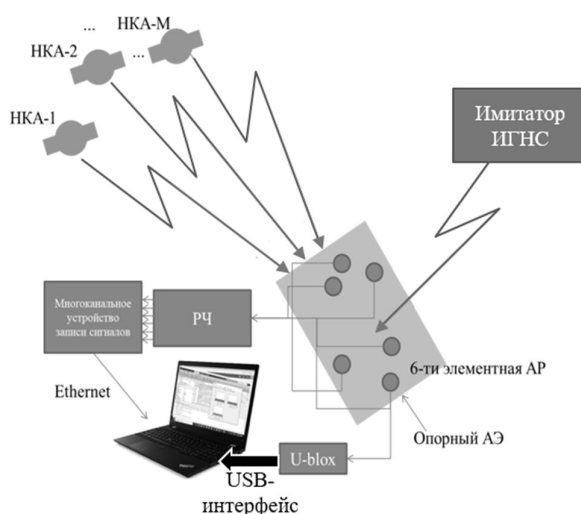 НКА-М
НКА-2
...
...
НКА-1
Имитатор
ИГНС
Многоканальное
устройство
записи сигналов
РЧ
6-ти элементная АР
Ethernet
Опорный АЭ
U-blox
USB-
интерфейс